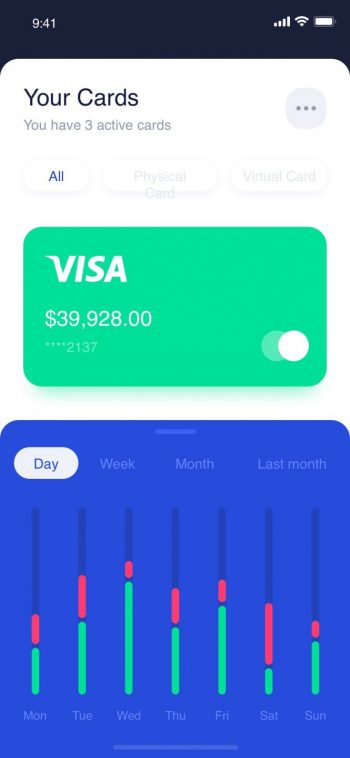 9:41
Your Cards
You have 3 active cards
All
Physical
Card
Virtual Card
VISA
$39,928.00
****2137
Day Week Month Last month
Mon Tue Wed Thu Fri Sat Sun